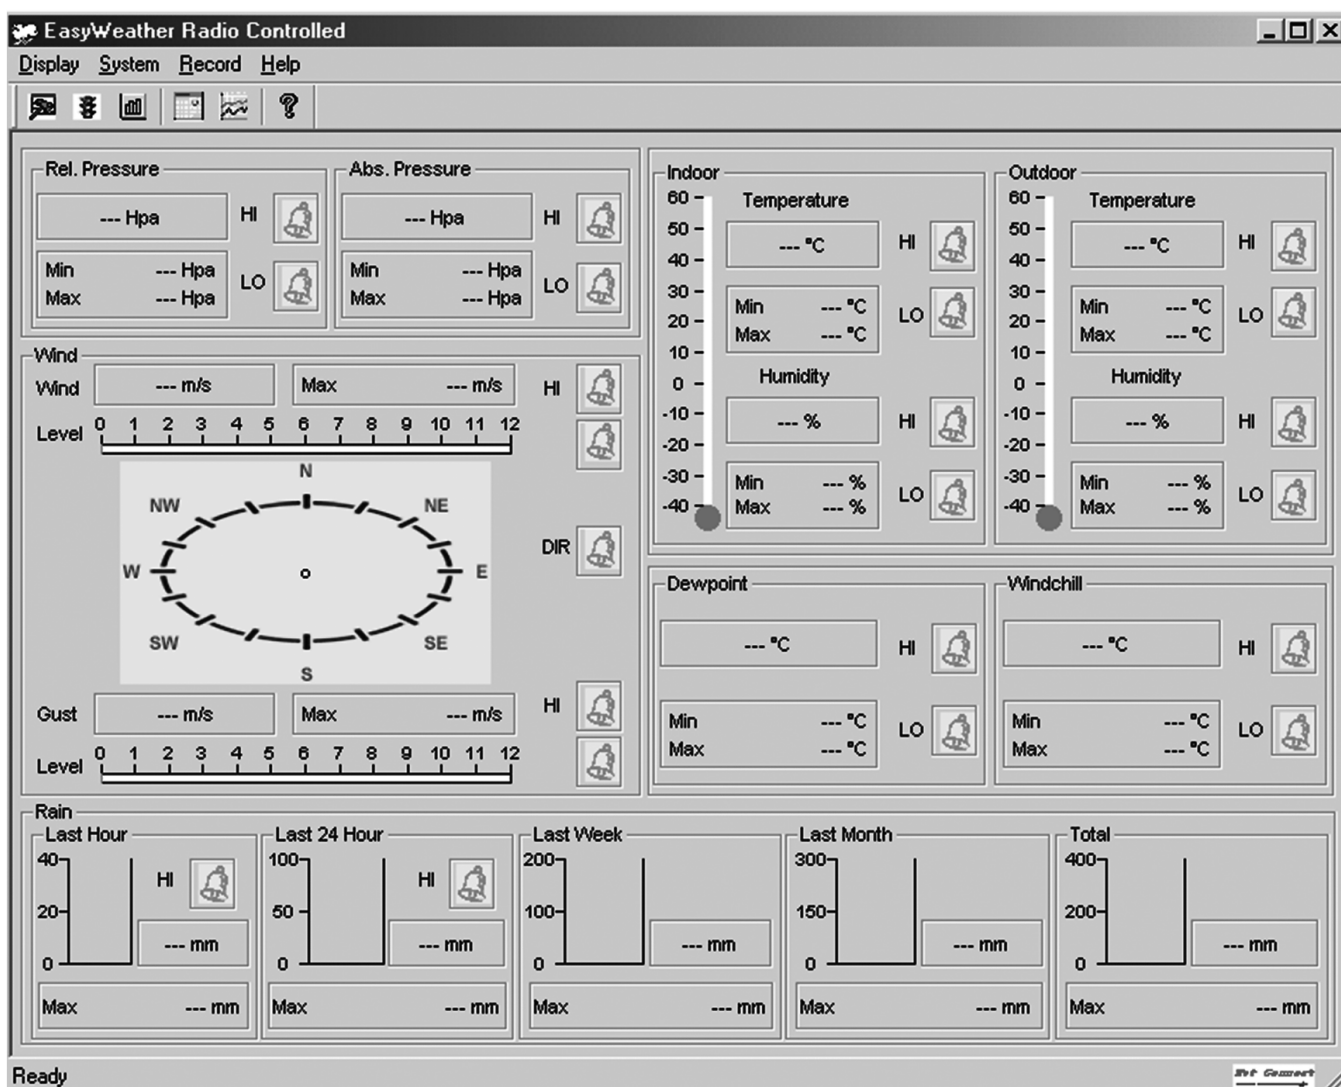 EasyWeather Radio Controlled
Display System Record Help
Rel. Pressure
--- Hpa
HI
Min --- Hpa
Max --- Hpa
LO
Abs. Pressure
--- Hpa
HI
Min --- Hpa
Max --- Hpa
LO
Wind
Wind --- m/s Max --- m/s HI
Level 0 1 2 3 4 5 6 7 8 9 10 11 12
N
NW NE
W E
SW SE
S
DIR
Gust --- m/s Max --- m/s HI
Level 0 1 2 3 4 5 6 7 8 9 10 11 12
Indoor
60
50
40
30
20
10
0
-10
-20
-30
-40
Temperature
--- °C HI
Min --- °C
Max --- °C
LO
Humidity
--- % HI
Min --- %
Max --- %
LO
Outdoor
60
50
40
30
20
10
0
-10
-20
-30
-40
Temperature
--- °C HI
Min --- °C
Max --- °C
LO
Humidity
--- % HI
Min --- %
Max --- %
LO
Dewpoint
--- °C HI
Min --- °C
Max --- °C
LO
Windchill
--- °C HI
Min --- °C
Max --- °C
LO
Rain
Last Hour
40
20
0
HI
--- mm
Max --- mm
Last 24 Hour
100
50
0
HI
--- mm
Max --- mm
Last Week
200
100
0
--- mm
Max --- mm
Last Month
300
150
0
--- mm
Max --- mm
Total
400
200
0
--- mm
Max --- mm
Ready